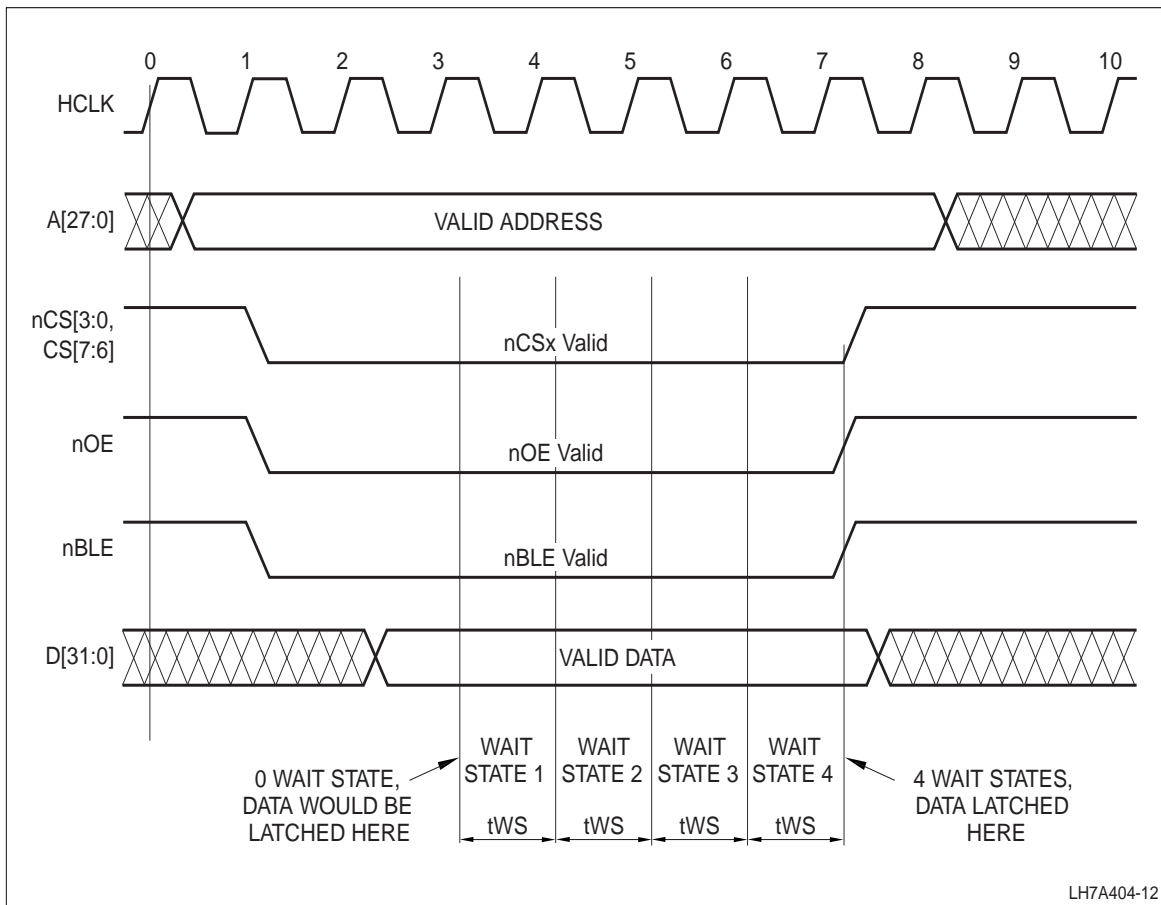 0 1 2 3 4 5 6 7 8 9 10
HCLK
A[27:0]
VALID ADDRESS
nCS[3:0,
CS[7:6]
nCSx Valid
nOE
nOE Valid
nBLE
nBLE Valid
D[31:0]
VALID DATA
0 WAIT STATE,
DATA WOULD BE
LATCHED HERE
WAIT
STATE 1
tWS
WAIT
STATE 2
tWS
WAIT
STATE 3
tWS
WAIT
STATE 4
tWS
4 WAIT STATES,
DATA LATCHED
HERE
LH7A404-12